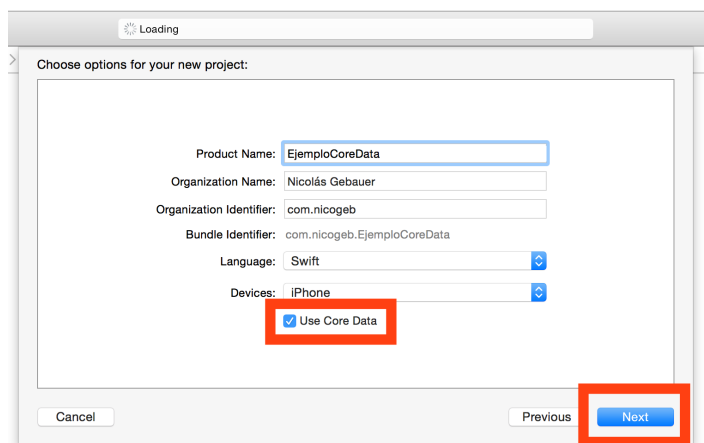 Loading
Choose options for your new project:
Product Name: EjemploCoreData
Organization Name: Nicolás Gebauer
Organization Identifier: com.nicogeb
Bundle Identifier: com.nicogeb.EjemploCoreData
Language: Swift
Devices: iPhone
Use Core Data
Cancel Previous Next